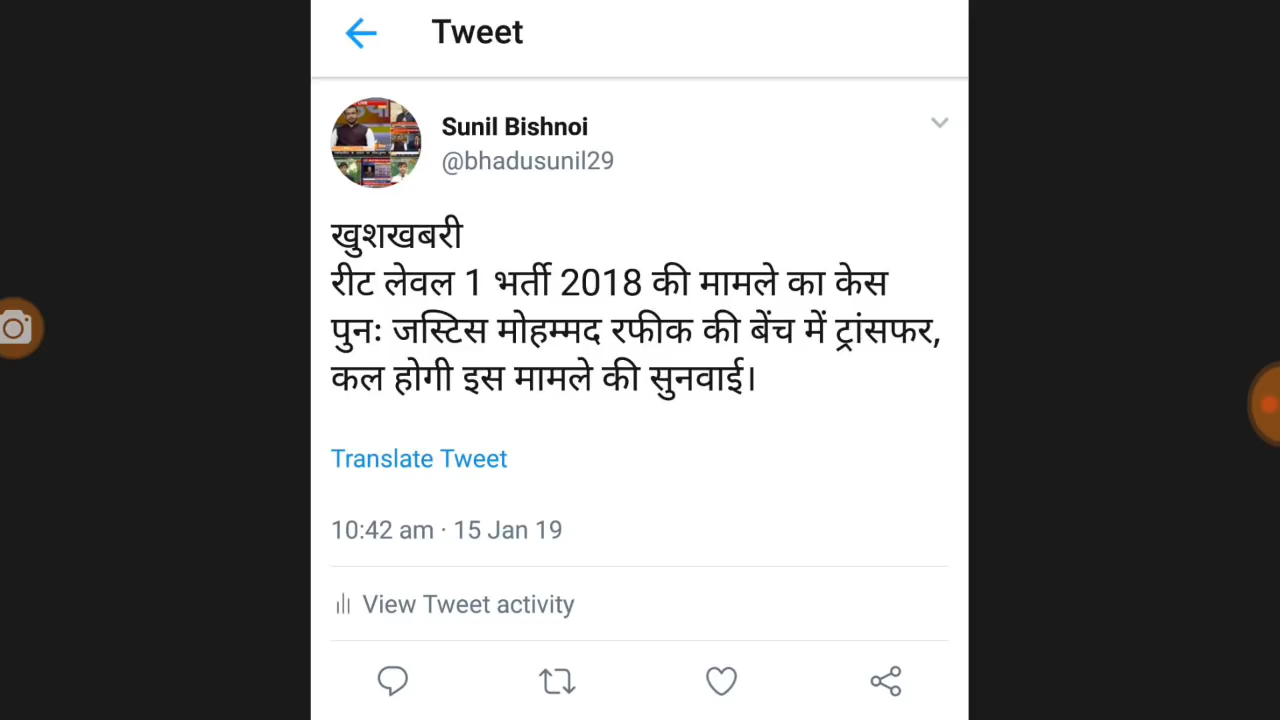 Tweet
Sunil Bishnoi
@bhadusunil29
खुशखबरी
रीट लेवल 1 भर्ती 2018 की मामले का केस
पुनः जस्टिस मोहम्मद रफीक की बेंच में ट्रांसफर,
कल होगी इस मामले की सुनवाई।
Translate Tweet
10:42 am · 15 Jan 19
View Tweet activity